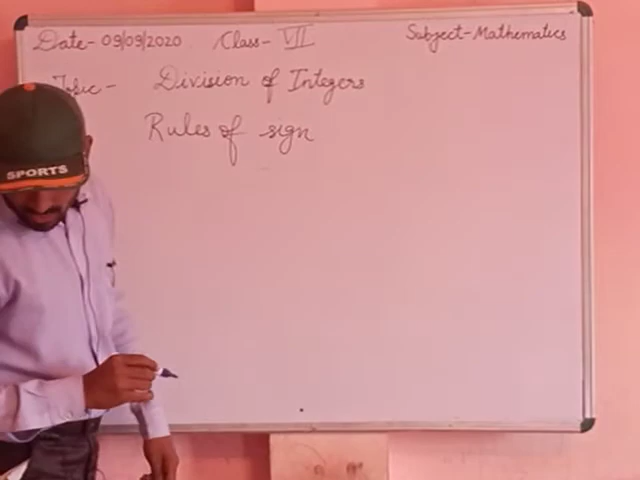 Date- 09/09/2020 Class- VII Subject-Mathematics
Topic - Division of Integers
Rules of sign
SPORTS